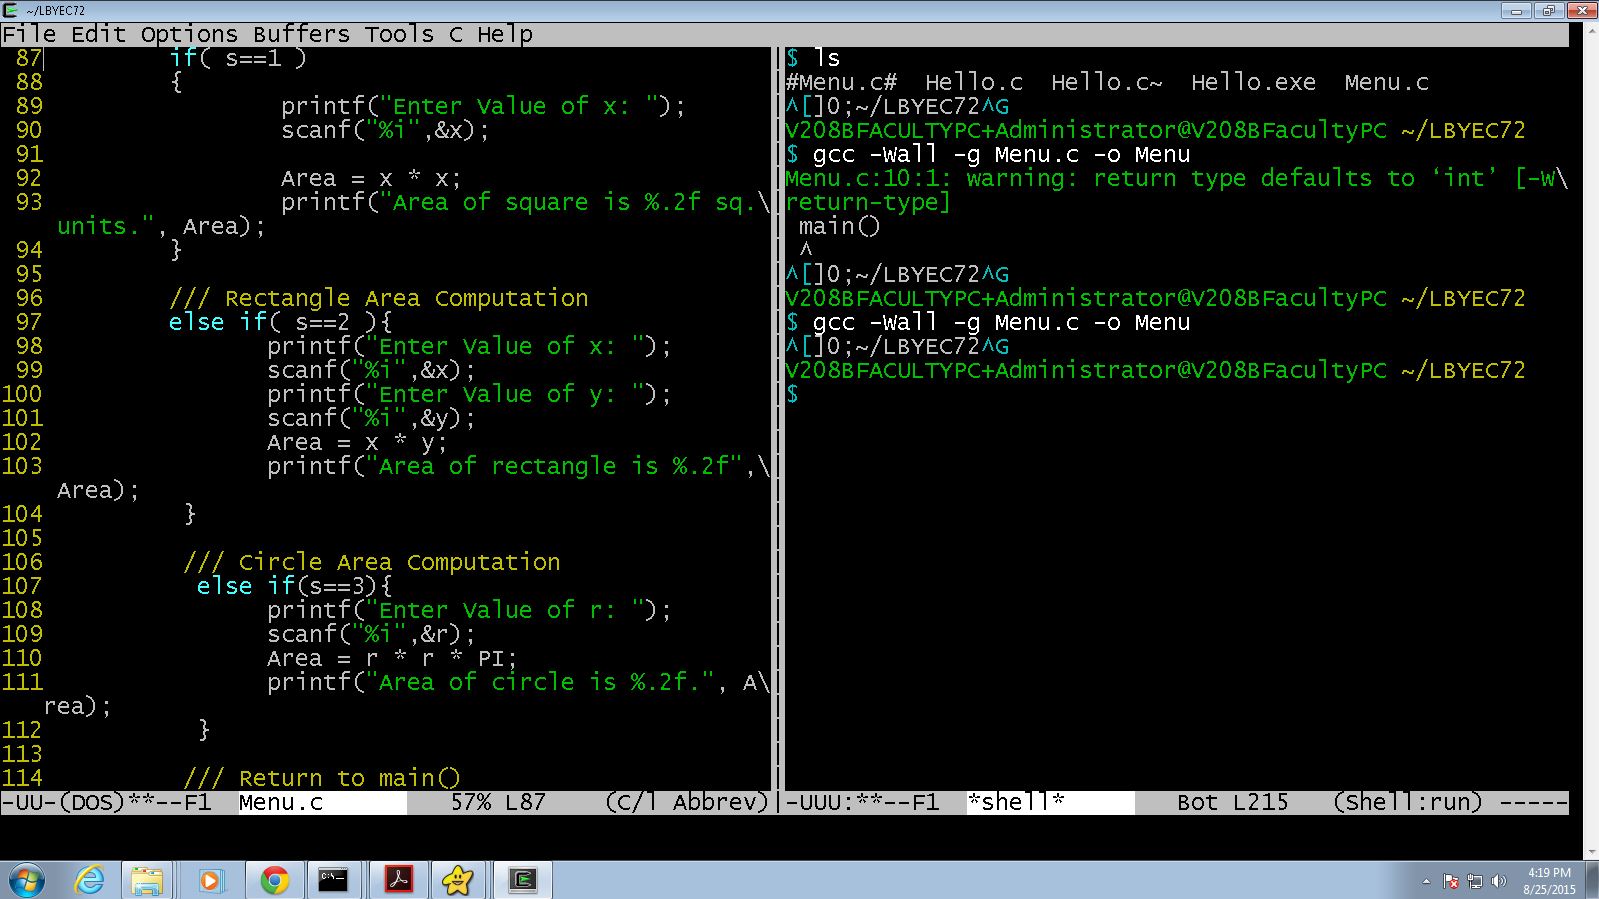 ~/LBYEC72
File Edit Options Buffers Tools C Help
87 if( s==1 )
88 {
89 printf("Enter Value of x: ");
90 scanf("%i",&x);
91
92 Area = x * x;
93 printf("Area of square is %.2f sq.\
units.", Area);
94 }
95
96 /// Rectangle Area Computation
97 else if( s==2 ){
98 printf("Enter Value of x: ");
99 scanf("%i",&x);
100 printf("Enter Value of y: ");
101 scanf("%i",&y);
102 Area = x * y;
103 printf("Area of rectangle is %.2f",\
Area);
104 }
105
106 /// Circle Area Computation
107 else if(s==3){
108 printf("Enter Value of r: ");
109 scanf("%i",&r);
110 Area = r * r * PI;
111 printf("Area of circle is %.2f.", A\
rea);
112 }
113
114 /// Return to main()
-UU-(DOS)**--F1 Menu.c 57% L87 (C/l Abbrev)
$ ls
#Menu.c# Hello.c Hello.c~ Hello.exe Menu.c
^[]0;~/LBYEC72^G
V208BFACULTYPC+Administrator@V208BFacultyPC ~/LBYEC72
$ gcc -Wall -g Menu.c -o Menu
Menu.c:10:1: warning: return type defaults to ‘int’ [-W\
return-type]
main()
^
^[]0;~/LBYEC72^G
V208BFACULTYPC+Administrator@V208BFacultyPC ~/LBYEC72
$ gcc -Wall -g Menu.c -o Menu
^[]0;~/LBYEC72^G
V208BFACULTYPC+Administrator@V208BFacultyPC ~/LBYEC72
$
-UUU:**--F1 *shell* Bot L215 (Shell:run) -----
4:19 PM
8/25/2015